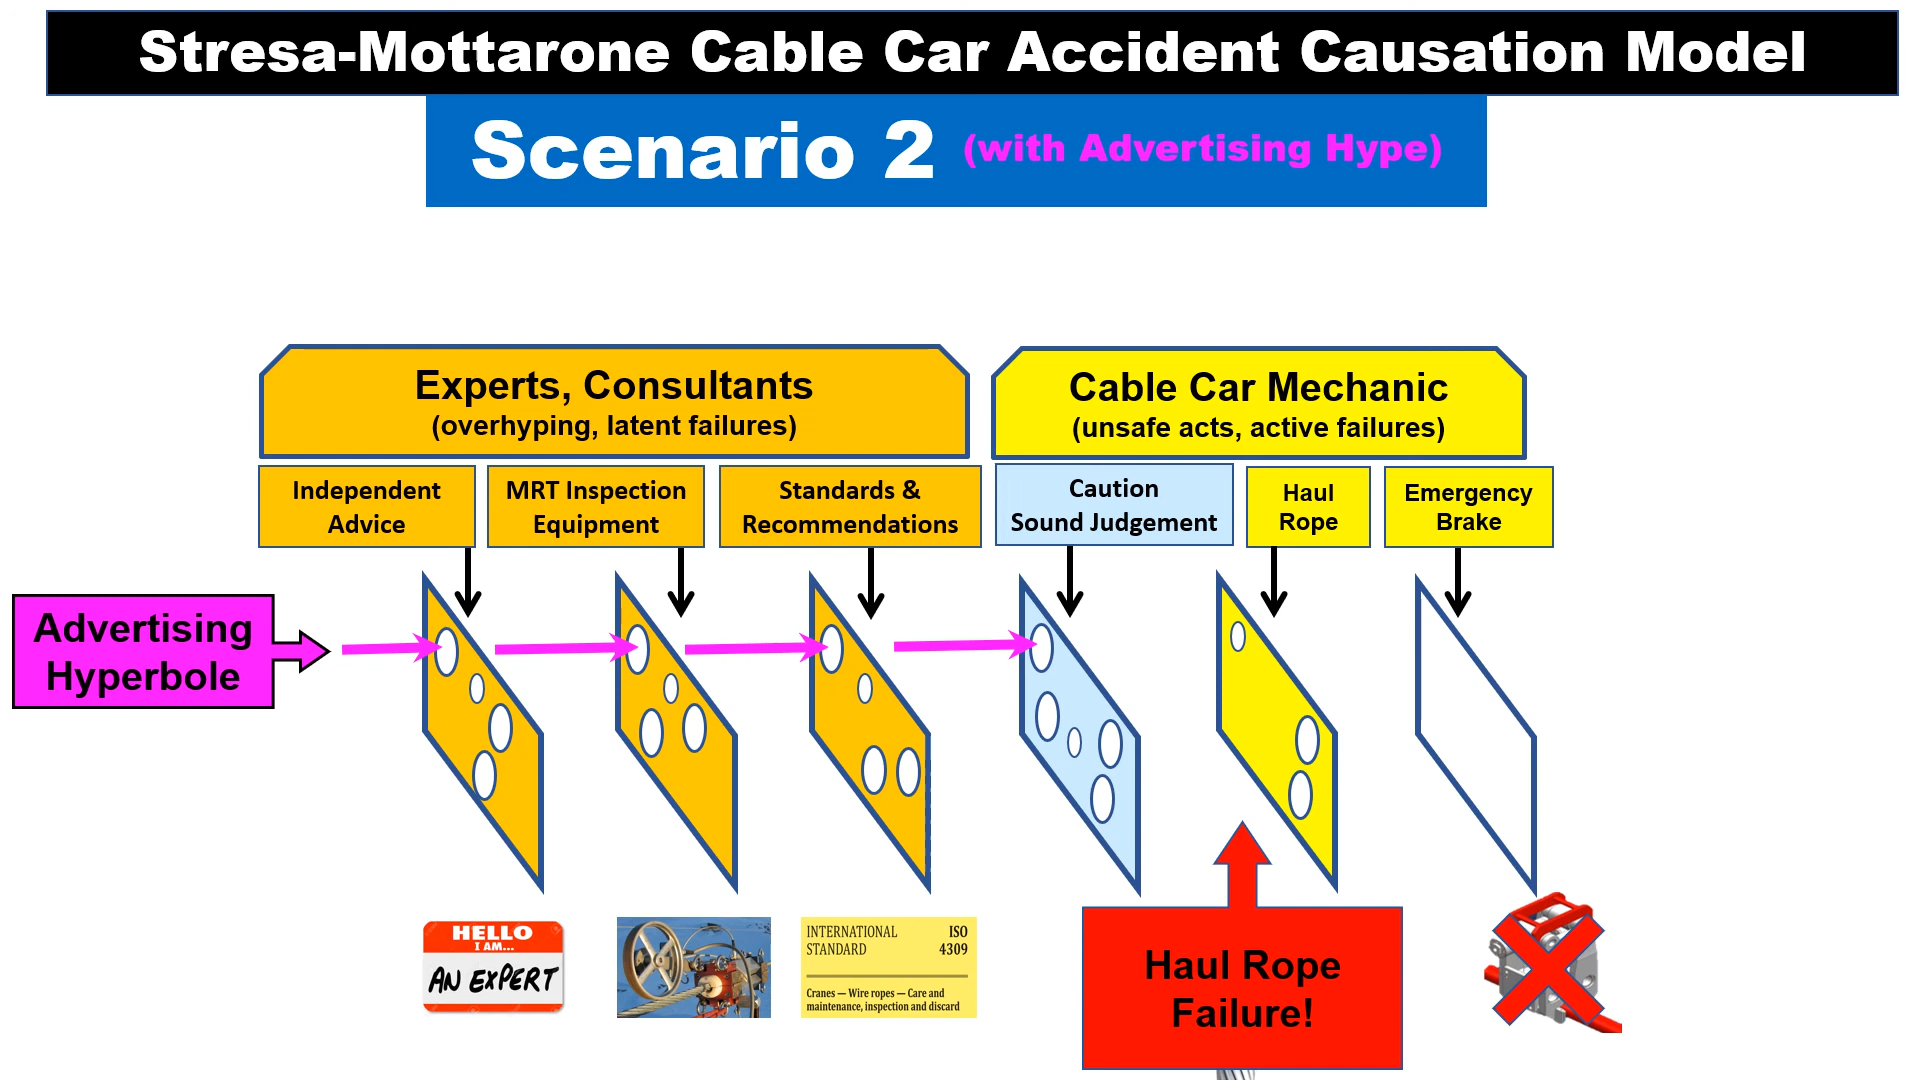 Stresa-Mottarone Cable Car Accident Causation Model
Scenario 2 (with Advertising Hype)
Experts, Consultants
(overhyping, latent failures)
Cable Car Mechanic
(unsafe acts, active failures)
Independent
Advice
MRT Inspection
Equipment
Standards &
Recommendations
Caution
Sound Judgement
Haul
Rope
Emergency
Brake
Advertising
Hyperbole
HELLO
I AM...
AN EXPERT
INTERNATIONAL
STANDARD
ISO
4309
Cranes — Wire ropes — Care and
maintenance, inspection and discard
Haul Rope
Failure!